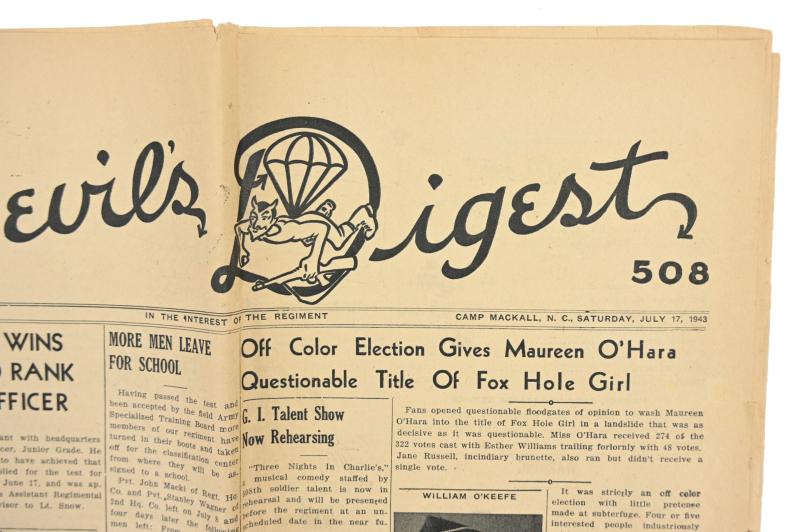 evil's Digest
508
IN THE INTEREST OF THE REGIMENT
CAMP MACKALL, N. C., SATURDAY, JULY 17, 1943
WINS
RANK
FFICER
ant with headquarters
cer, Junior Grade. He
to have achieved that
lied for the test for
June 17, and was ap-
s Assistant Regimental
visor to Lt. Snow.
MORE MEN LEAVE
FOR SCHOOL
Having passed the test and
been accepted by the field Army
Specialized Training Board more
members of our regiment have
turned in their boots and taken
off for the classification center
from where they will be as-
signed to a school.
Pvt. John Macki of Regt. Hq.
Co. and Pvt. Stanley Wagner of
2nd Hq. Co. left on July 8 and
four days later the following
men left: From
Off Color Election Gives Maureen O'Hara
Questionable Title Of Fox Hole Girl
G. I. Talent Show
Now Rehearsing
"Three Nights In Charlie's,"
a musical comedy staffed by
508th soldier talent is now in
rehearsal and will be presened
before the regiment at an un-
scheduled date in the near fu-
Fans opened questionable floodgates of opinion to wash Maureen
O'Hara into the title of Fox Hole Girl in a landslide that was as
decisive as it was questionable. Miss O'Hara received 274 of the
322 votes cast with Esther Williams trailing forlornly with 48 votes.
Jane Russell, incindiary brunette, also ran but didn't receive a
single vote.
WILLIAM O'KEEFE
It was stricly an off color
election with little pretense
made at subterfuge. Four or five
interested people industriously